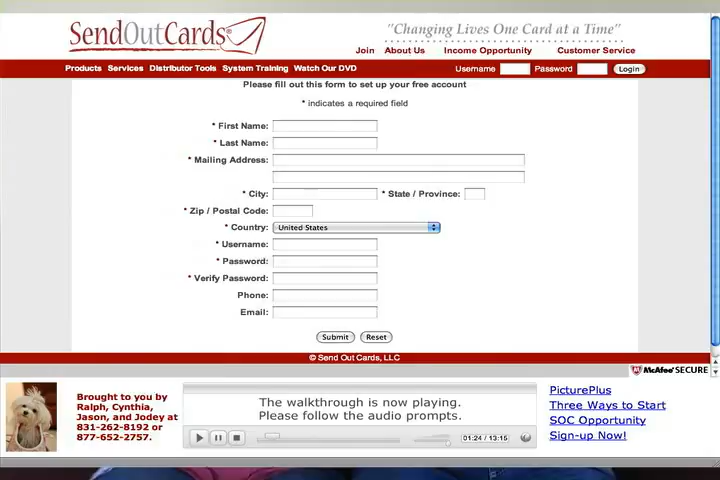 SendOutCards
"Changing Lives One Card at a Time"
Join About Us Income Opportunity Customer Service
Products Services Distributor Tools System Training Watch Our DVD Username Password Login
Please fill out this form to set up your free account
* indicates a required field
* First Name:
* Last Name:
* Mailing Address:
* City: * State / Province:
* Zip / Postal Code:
* Country: United States
* Username:
* Password:
* Verify Password:
Phone:
Email:
Submit Reset
© Send Out Cards, LLC
McAfee SECURE
Brought to you by
Ralph, Cynthia,
Jason, and Jodey at
831-262-8192 or
877-652-2757.
The walkthrough is now playing.
Please follow the audio prompts.
01:24 / 13:15
PicturePlus
Three Ways to Start
SOC Opportunity
Sign-up Now!